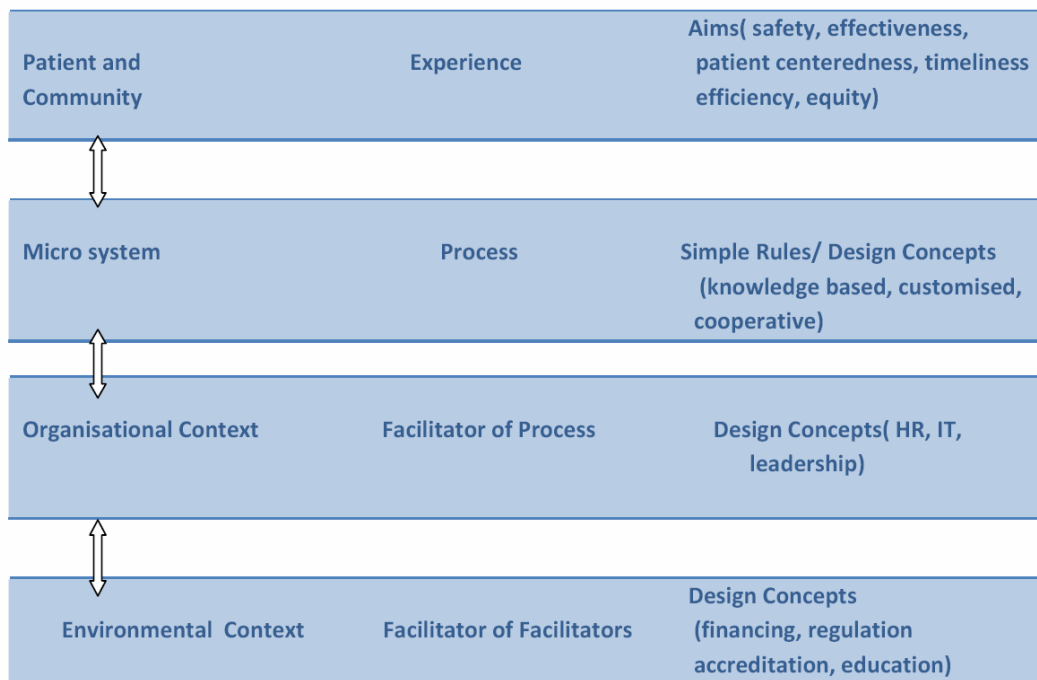 Patient and
Community
Experience
Aims( safety, effectiveness,
patient centeredness, timeliness
efficiency, equity)
Micro system
Process
Simple Rules/ Design Concepts
(knowledge based, customised,
cooperative)
Organisational Context
Facilitator of Process
Design Concepts( HR, IT,
leadership)
Environmental Context
Facilitator of Facilitators
Design Concepts
(financing, regulation
accreditation, education)